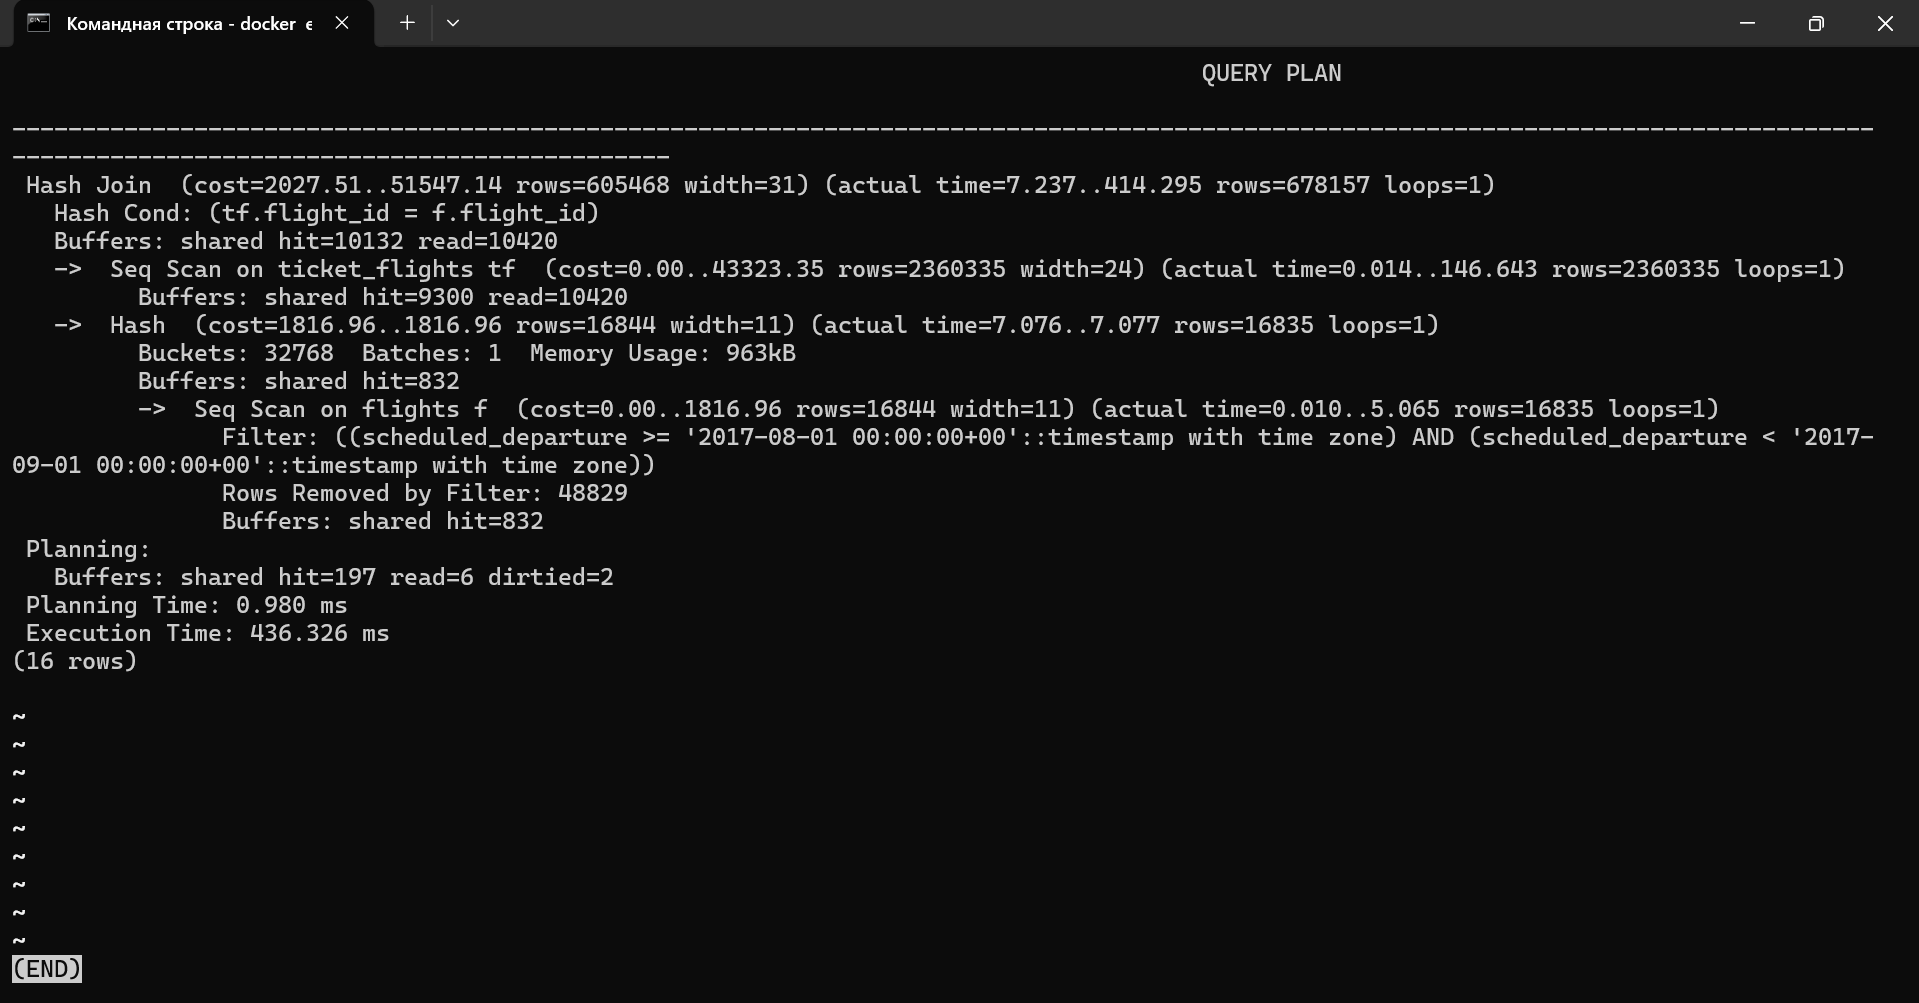 Командная строка - docker e
QUERY PLAN
-------------------------------------------------------------------------------------------------------------------------------------
-----------------------------------------------
Hash Join  (cost=2027.51..51547.14 rows=605468 width=31) (actual time=7.237..414.295 rows=678157 loops=1)
Hash Cond: (tf.flight_id = f.flight_id)
Buffers: shared hit=10132 read=10420
->  Seq Scan on ticket_flights tf  (cost=0.00..43323.35 rows=2360335 width=24) (actual time=0.014..146.643 rows=2360335 loops=1)
Buffers: shared hit=9300 read=10420
->  Hash  (cost=1816.96..1816.96 rows=16844 width=11) (actual time=7.076..7.077 rows=16835 loops=1)
Buckets: 32768  Batches: 1  Memory Usage: 963kB
Buffers: shared hit=832
->  Seq Scan on flights f  (cost=0.00..1816.96 rows=16844 width=11) (actual time=0.010..5.065 rows=16835 loops=1)
Filter: ((scheduled_departure >= '2017-08-01 00:00:00+00'::timestamp with time zone) AND (scheduled_departure < '2017-
09-01 00:00:00+00'::timestamp with time zone))
Rows Removed by Filter: 48829
Buffers: shared hit=832
Planning:
Buffers: shared hit=197 read=6 dirtied=2
Planning Time: 0.980 ms
Execution Time: 436.326 ms
(16 rows)
~
~
~
~
~
~
~
~
~
(END)